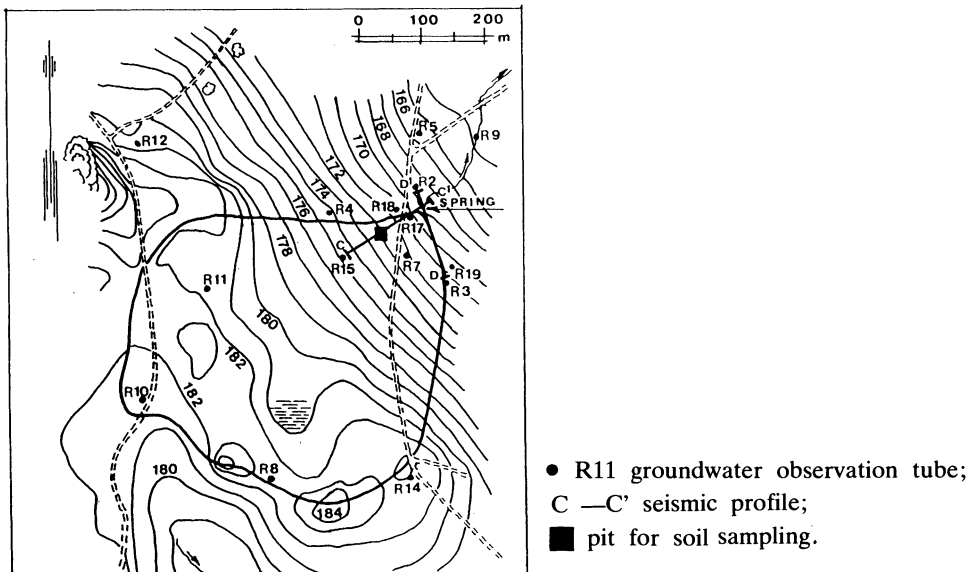 0 100 200
m
166
168
170
172
174
176
178
180
182
182
180
184
R12
R5
R9
R2
D
C'
SPRING
R4
R18
R17
C
R15
R7
D'
R19
R3
R11
R10
R8
R14
● R11 groundwater observation tube;
C —C' seismic profile;
■ pit for soil sampling.